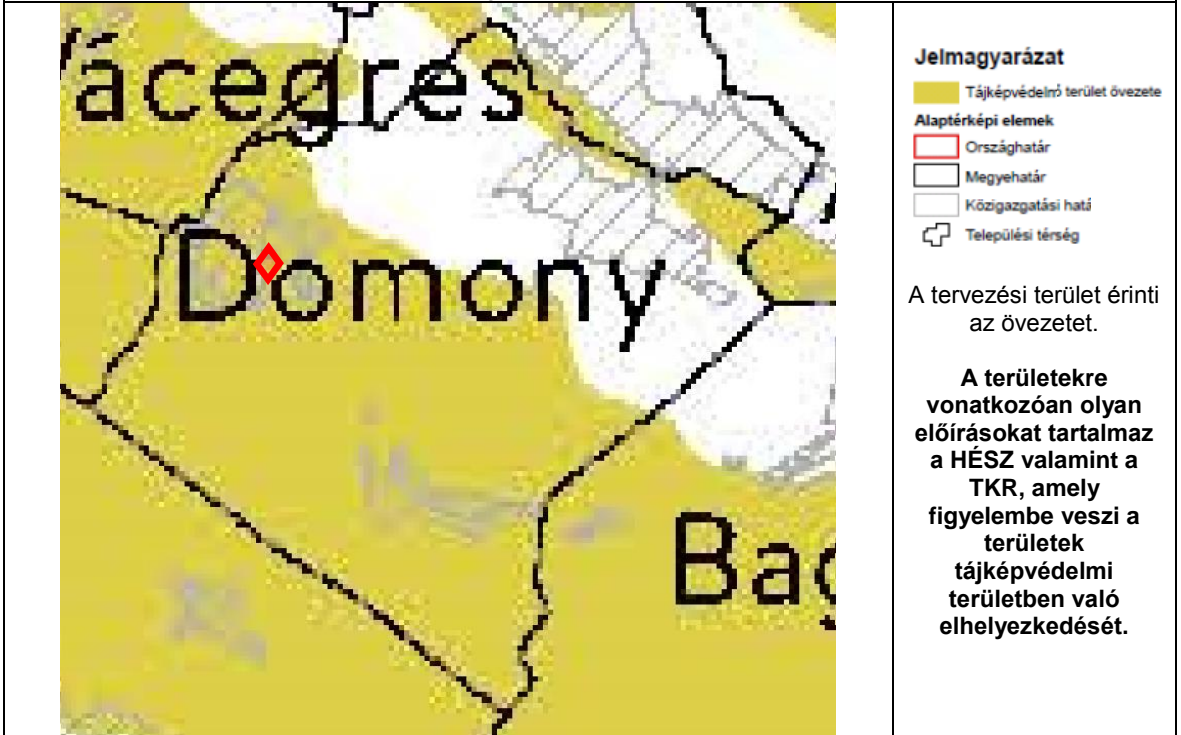 ácegres
Domony
Bag
Jelmagyarázat
Tájképvédelmi terület övezete
Alaptérképi elemek
Országhatár
Megyehatár
Közigazgatási hatá
Települési térség
A tervezési terület érinti
az övezetet.
A területekre
vonatkozóan olyan
előírásokat tartalmaz
a HÉSZ valamint a
TKR, amely
figyelembe veszi a
területek
tájképvédelmi
területben való
elhelyezkedését.